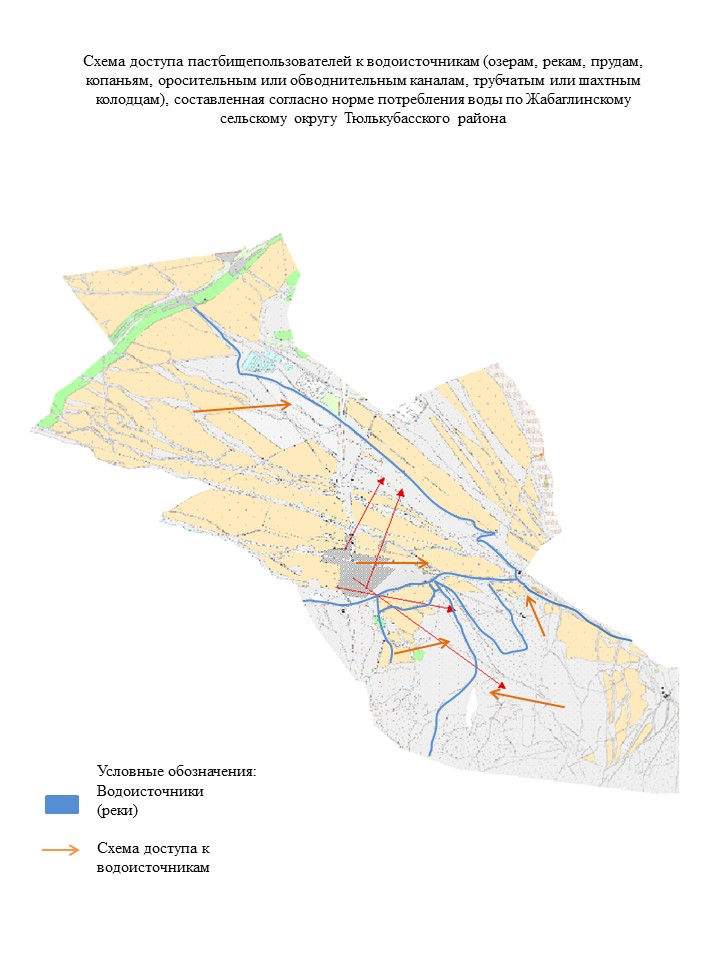 Схема доступа пастбищепользователей к водоисточникам (озерам, рекам, прудам,
копаньям, оросительным или обводнительным каналам, трубчатым или шахтным
колодцам), составленная согласно норме потребления воды по Жабаглинскому
сельскому округу Тюлькубасского района
Условные обозначения:
Водоисточники
(реки)
Схема доступа к
водоисточникам